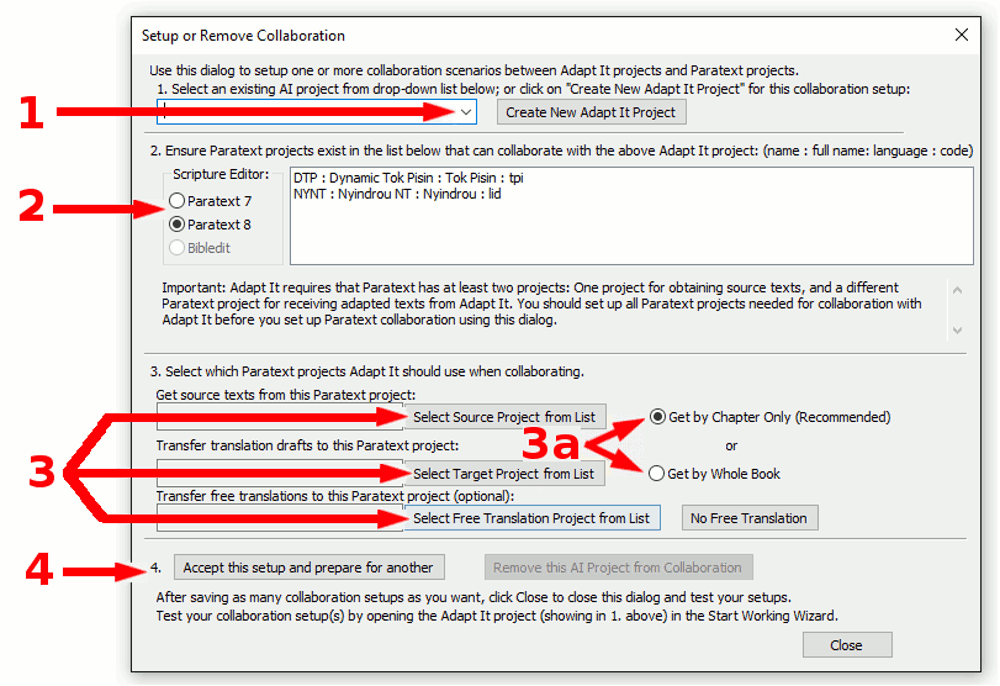 Setup or Remove Collaboration
Use this dialog to setup one or more collaboration scenarios between Adapt It projects and Paratext projects.
1. Select an existing AI project from drop-down list below; or click on "Create New Adapt It Project" for this collaboration setup:
1
Create New Adapt It Project
2. Ensure Paratext projects exist in the list below that can collaborate with the above Adapt It project: (name : full name: language : code)
Scripture Editor:
DTP : Dynamic Tok Pisin : Tok Pisin : tpi
NYNT : Nyindrou NT : Nyindrou : lid
2
Paratext 7
Paratext 8
Bibledit
Important: Adapt It requires that Paratext has at least two projects: One project for obtaining source texts, and a different
Paratext project for receiving adapted texts from Adapt It. You should set up all Paratext projects needed for collaboration with
Adapt It before you set up Paratext collaboration using this dialog.
3. Select which Paratext projects Adapt It should use when collaborating.
Get source texts from this Paratext project:
Select Source Project from List
Get by Chapter Only (Recommended)
Transfer translation drafts to this Paratext project:
3a
or
3
Select Target Project from List
Get by Whole Book
Transfer free translations to this Paratext project (optional):
Select Free Translation Project from List
No Free Translation
4
4.
Accept this setup and prepare for another
Remove this AI Project from Collaboration
After saving as many collaboration setups as you want, click Close to close this dialog and test your setups.
Test your collaboration setup(s) by opening the Adapt It project (showing in 1. above) in the Start Working Wizard.
Close